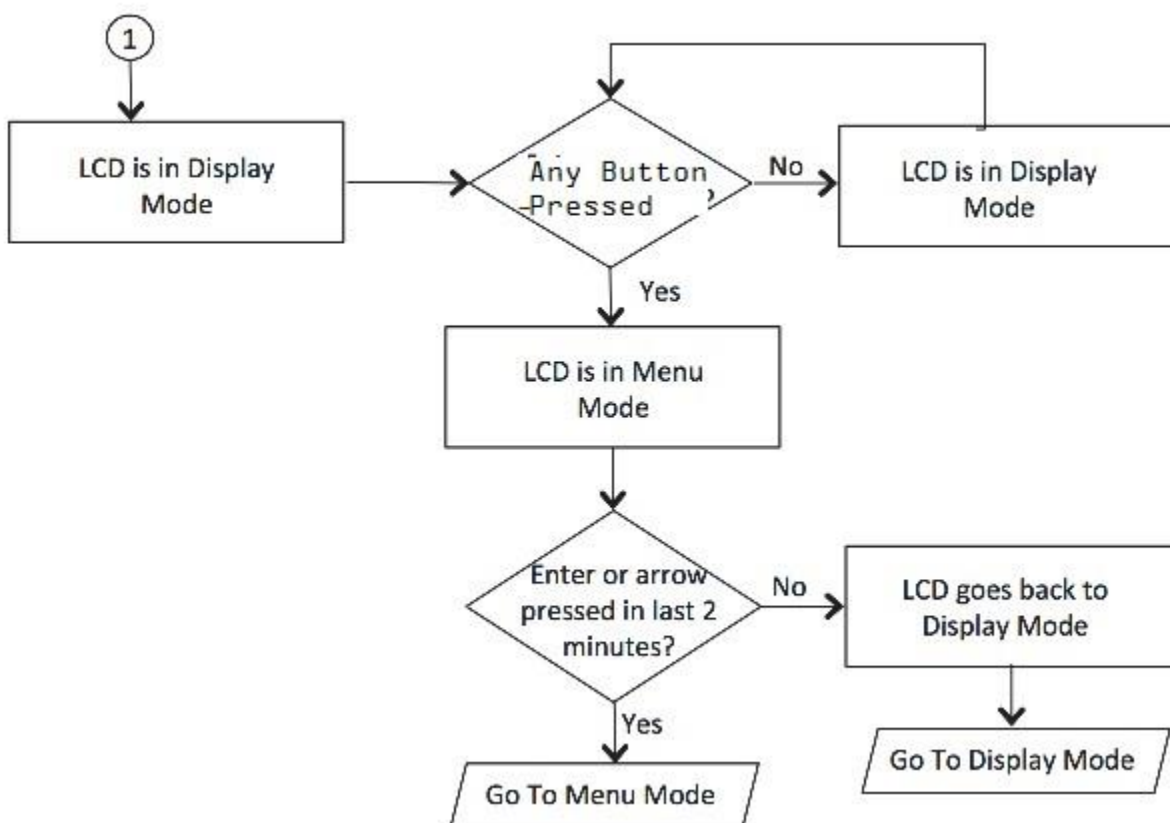 1
LCD is in Display
Mode
Any Button
Pressed ?
No
LCD is in Display
Mode
Yes
LCD is in Menu
Mode
Enter or arrow
pressed in last 2
minutes?
No
LCD goes back to
Display Mode
Yes
Go To Menu Mode
Go To Display Mode